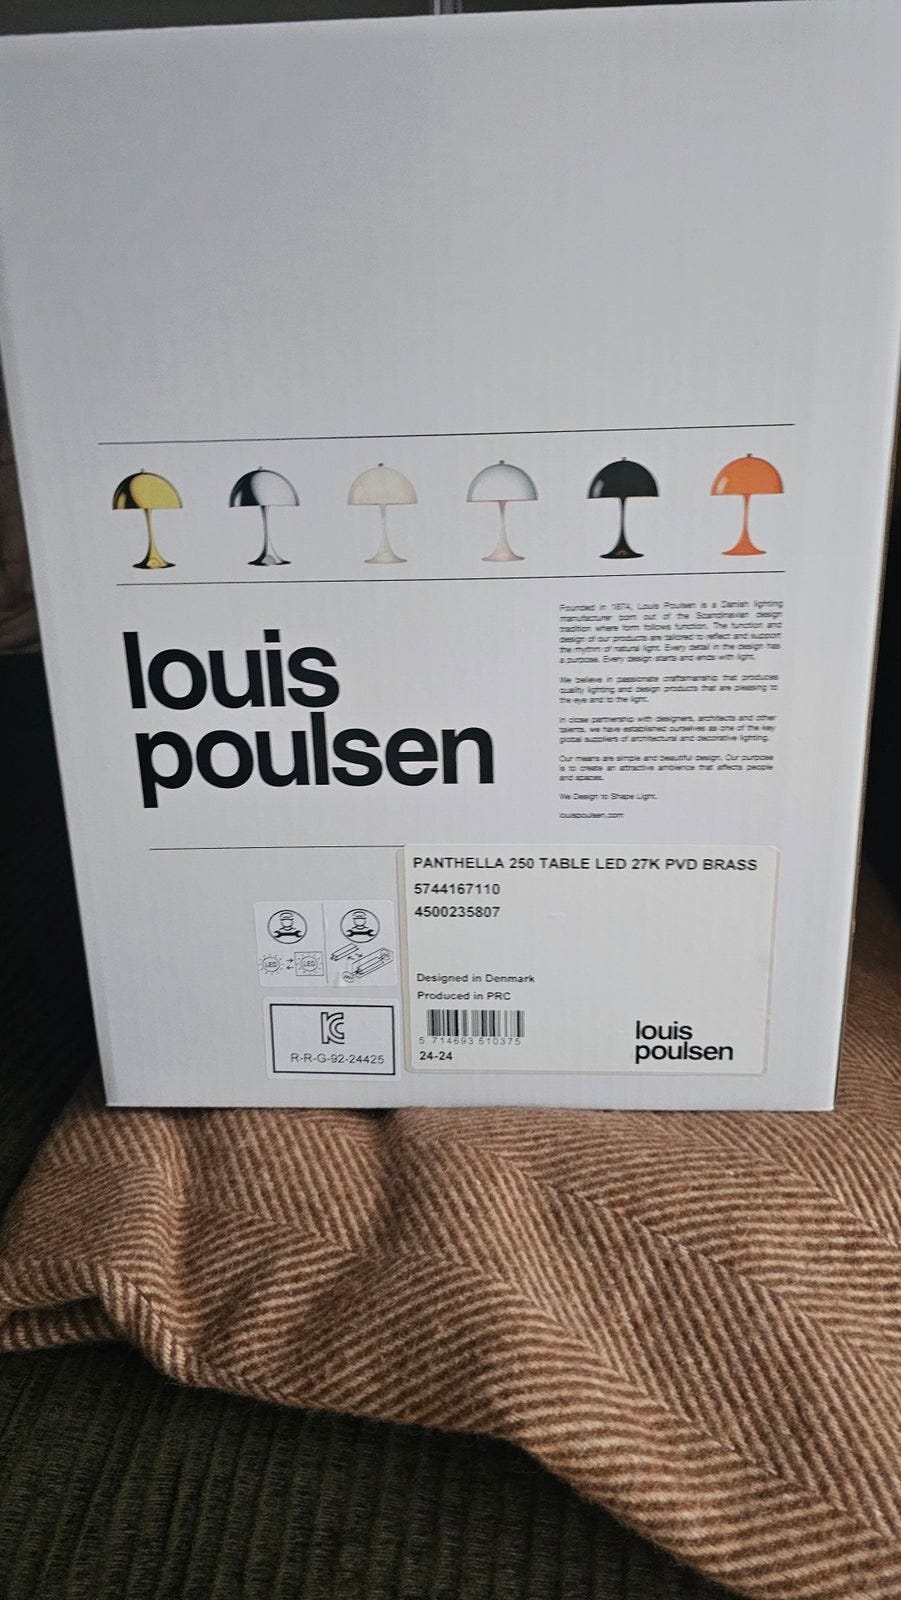 louis
poulsen
Founded in 1874, Louis Poulsen is a Danish lighting
manufacturer born out of the Scandinavian design
tradition where form follows function. The function and
design of our products are tailored to reflect and support
the rhythm of natural light. Every detail in the design has
a purpose. Every design starts and ends with light.
We believe in passionate craftsmanship that produces
quality lighting and design products that are pleasing to
the eye and to the light.
In close partnership with designers, architects and other
talents, we have established ourselves as one of the key
global suppliers of architectural and decorative lighting.
Our means are simple and beautiful design. Our purpose
is to create an attractive ambience that affects people
and spaces.
We Design to Shape Light.
louispoulsen.com
PANTHELLA 250 TABLE LED 27K PVD BRASS
5744167110
4500235807
Designed in Denmark
Produced in PRC
5 714693 510375
24-24
louis
poulsen
LED
LED
R-R-G-92-24425